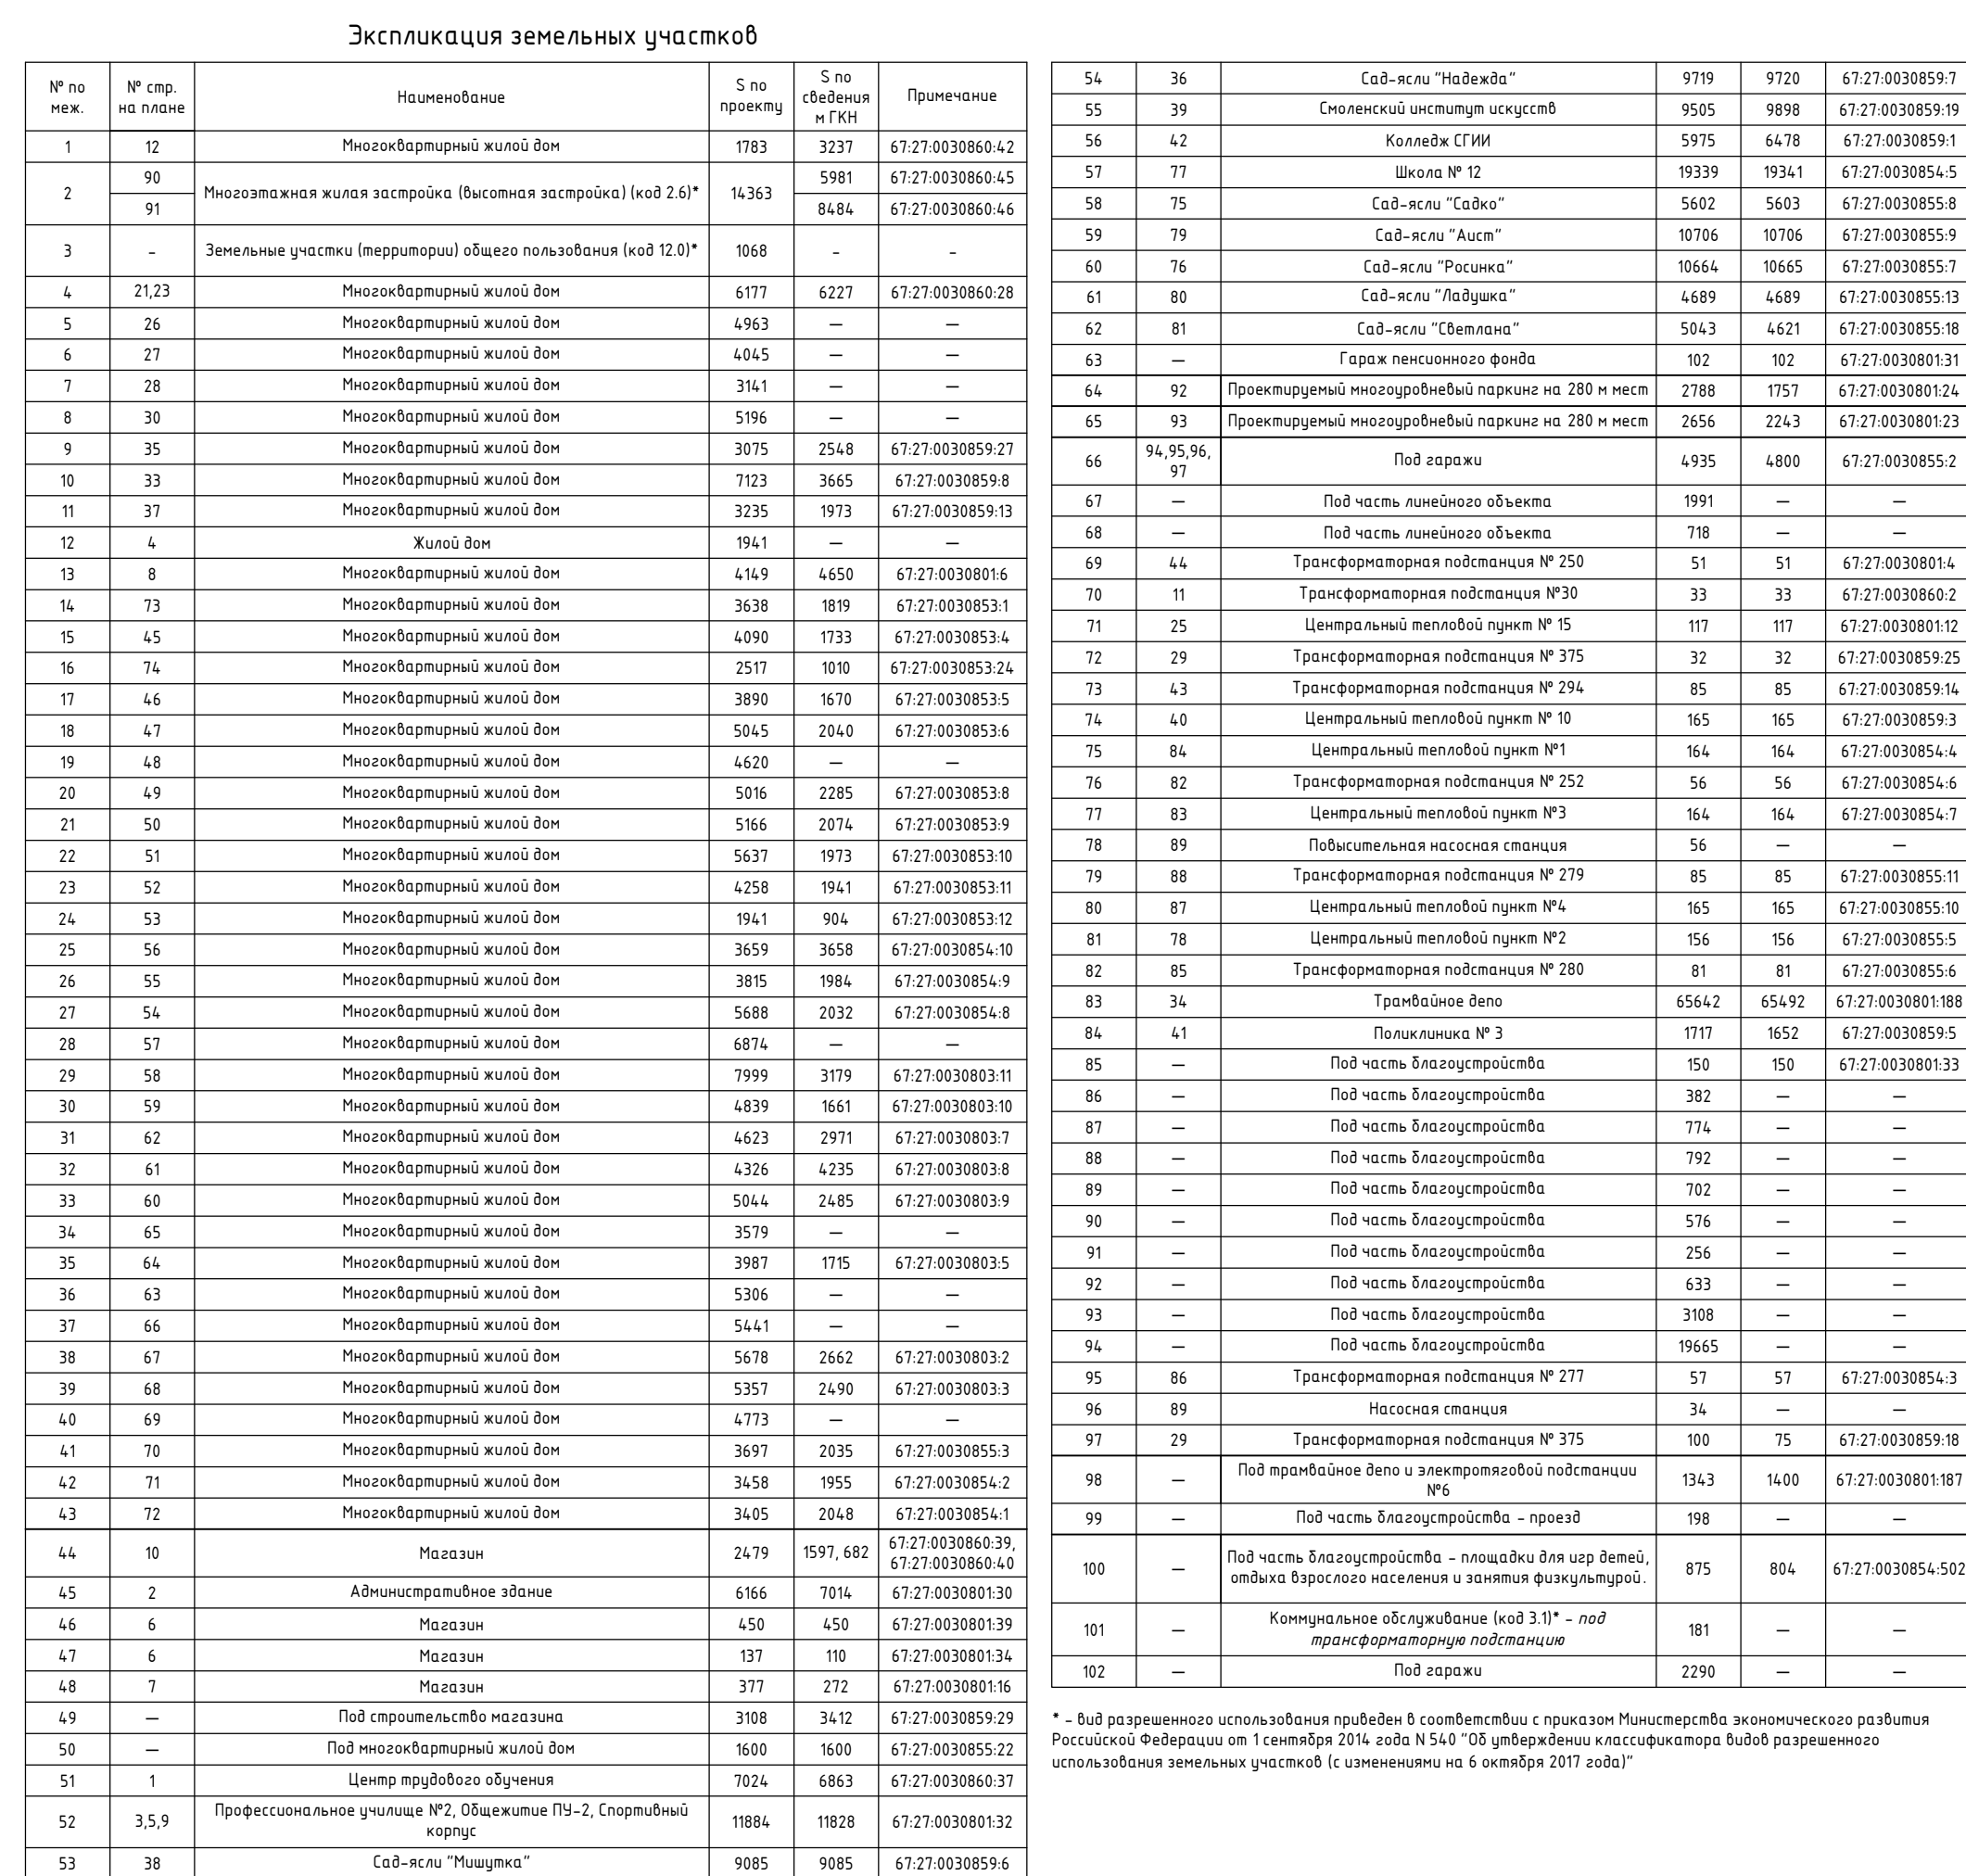 Экспликация земельных участков
№ по меж. № стр. на плане Наименование S по проекту S по сведения м ГКН Примечание
1 12 Многоквартирный жилой дом 1783 3237 67:27:0030860:42
2 90 Многоэтажная жилая застройка (высотная застройка) (код 2.6)* 14363 5981 67:27:0030860:45
91 8484 67:27:0030860:46
3 - Земельные участки (территории) общего пользования (код 12.0)* 1068 - -
4 21,23 Многоквартирный жилой дом 6177 6227 67:27:0030860:28
5 26 Многоквартирный жилой дом 4963 — —
6 27 Многоквартирный жилой дом 4045 — —
7 28 Многоквартирный жилой дом 3141 — —
8 30 Многоквартирный жилой дом 5196 — —
9 35 Многоквартирный жилой дом 3075 2548 67:27:0030859:27
10 33 Многоквартирный жилой дом 7123 3665 67:27:0030859:8
11 37 Многоквартирный жилой дом 3235 1973 67:27:0030859:13
12 4 Жилой дом 1941 — —
13 8 Многоквартирный жилой дом 4149 4650 67:27:0030801:6
14 73 Многоквартирный жилой дом 3638 1819 67:27:0030853:1
15 45 Многоквартирный жилой дом 4090 1733 67:27:0030853:4
16 74 Многоквартирный жилой дом 2517 1010 67:27:0030853:24
17 46 Многоквартирный жилой дом 3890 1670 67:27:0030853:5
18 47 Многоквартирный жилой дом 5045 2040 67:27:0030853:6
19 48 Многоквартирный жилой дом 4620 — —
20 49 Многоквартирный жилой дом 5016 2285 67:27:0030853:8
21 50 Многоквартирный жилой дом 5166 2074 67:27:0030853:9
22 51 Многоквартирный жилой дом 5637 1973 67:27:0030853:10
23 52 Многоквартирный жилой дом 4258 1941 67:27:0030853:11
24 53 Многоквартирный жилой дом 1941 904 67:27:0030853:12
25 56 Многоквартирный жилой дом 3659 3658 67:27:0030854:10
26 55 Многоквартирный жилой дом 3815 1984 67:27:0030854:9
27 54 Многоквартирный жилой дом 5688 2032 67:27:0030854:8
28 57 Многоквартирный жилой дом 6874 — —
29 58 Многоквартирный жилой дом 7999 3179 67:27:0030803:11
30 59 Многоквартирный жилой дом 4839 1661 67:27:0030803:10
31 62 Многоквартирный жилой дом 4623 2971 67:27:0030803:7
32 61 Многоквартирный жилой дом 4326 4235 67:27:0030803:8
33 60 Многоквартирный жилой дом 5044 2485 67:27:0030803:9
34 65 Многоквартирный жилой дом 3579 — —
35 64 Многоквартирный жилой дом 3987 1715 67:27:0030803:5
36 63 Многоквартирный жилой дом 5306 — —
37 66 Многоквартирный жилой дом 5441 — —
38 67 Многоквартирный жилой дом 5678 2662 67:27:0030803:2
39 68 Многоквартирный жилой дом 5357 2490 67:27:0030803:3
40 69 Многоквартирный жилой дом 4773 — —
41 70 Многоквартирный жилой дом 3697 2035 67:27:0030855:3
42 71 Многоквартирный жилой дом 3458 1955 67:27:0030854:2
43 72 Многоквартирный жилой дом 3405 2048 67:27:0030854:1
44 10 Магазин 2479 1597, 682 67:27:0030860:39, 67:27:0030860:40
45 2 Административное здание 6166 7014 67:27:0030801:30
46 6 Магазин 450 450 67:27:0030801:39
47 6 Магазин 137 110 67:27:0030801:34
48 7 Магазин 377 272 67:27:0030801:16
49 — Под строительство магазина 3108 3412 67:27:0030859:29
50 — Под многоквартирный жилой дом 1600 1600 67:27:0030855:22
51 1 Центр трудового обучения 7024 6863 67:27:0030860:37
52 3,5,9 Профессиональное училище №2, Общежитие ПУ-2, Спортивный корпус 11884 11828 67:27:0030801:32
53 38 Сад-ясли "Мишутка" 9085 9085 67:27:0030859:6
54 36 Сад-ясли "Надежда" 9719 9720 67:27:0030859:7
55 39 Смоленский институт искусств 9505 9898 67:27:0030859:19
56 42 Колледж СГИИ 5975 6478 67:27:0030859:1
57 77 Школа № 12 19339 19341 67:27:0030854:5
58 75 Сад-ясли "Садко" 5602 5603 67:27:0030855:8
59 79 Сад-ясли "Аист" 10706 10706 67:27:0030855:9
60 76 Сад-ясли "Росинка" 10664 10665 67:27:0030855:7
61 80 Сад-ясли "Ладушка" 4689 4689 67:27:0030855:13
62 81 Сад-ясли "Светлана" 5043 4621 67:27:0030855:18
63 — Гараж пенсионного фонда 102 102 67:27:0030801:31
64 92 Проектируемый многоуровневый паркинг на 280 м мест 2788 1757 67:27:0030801:24
65 93 Проектируемый многоуровневый паркинг на 280 м мест 2656 2243 67:27:0030801:23
66 94,95,96, 97 Под гаражи 4935 4800 67:27:0030855:2
67 — Под часть линейного объекта 1991 — —
68 — Под часть линейного объекта 718 — —
69 44 Трансформаторная подстанция № 250 51 51 67:27:0030801:4
70 11 Трансформаторная подстанция №30 33 33 67:27:0030860:2
71 25 Центральный тепловой пункт № 15 117 117 67:27:0030801:12
72 29 Трансформаторная подстанция № 375 32 32 67:27:0030859:25
73 43 Трансформаторная подстанция № 294 85 85 67:27:0030859:14
74 40 Центральный тепловой пункт № 10 165 165 67:27:0030859:3
75 84 Центральный тепловой пункт №1 164 164 67:27:0030854:4
76 82 Трансформаторная подстанция № 252 56 56 67:27:0030854:6
77 83 Центральный тепловой пункт №3 164 164 67:27:0030854:7
78 89 Повысительная насосная станция 56 — —
79 88 Трансформаторная подстанция № 279 85 85 67:27:0030855:11
80 87 Центральный тепловой пункт №4 165 165 67:27:0030855:10
81 78 Центральный тепловой пункт №2 156 156 67:27:0030855:5
82 85 Трансформаторная подстанция № 280 81 81 67:27:0030855:6
83 34 Трамвайное депо 65642 65492 67:27:0030801:188
84 41 Поликлиника № 3 1717 1652 67:27:0030859:5
85 — Под часть благоустройства 150 150 67:27:0030801:33
86 — Под часть благоустройства 382 — —
87 — Под часть благоустройства 774 — —
88 — Под часть благоустройства 792 — —
89 — Под часть благоустройства 702 — —
90 — Под часть благоустройства 576 — —
91 — Под часть благоустройства 256 — —
92 — Под часть благоустройства 633 — —
93 — Под часть благоустройства 3108 — —
94 — Под часть благоустройства 19665 — —
95 86 Трансформаторная подстанция № 277 57 57 67:27:0030854:3
96 89 Насосная станция 34 — —
97 29 Трансформаторная подстанция № 375 100 75 67:27:0030859:18
98 — Под трамвайное депо и электротяговой подстанции №6 1343 1400 67:27:0030801:187
99 — Под часть благоустройства - проезд 198 — —
100 — Под часть благоустройства - площадки для игр детей, отдыха взрослого населения и занятия физкультурой. 875 804 67:27:0030854:502
101 — Коммунальное обслуживание (код 3.1)* - под трансформаторную подстанцию 181 — —
102 — Под гаражи 2290 — —
* - вид разрешенного использования приведен в соответствии с приказом Министерства экономического развития
Российской Федерации от 1 сентября 2014 года N 540 "Об утверждении классификатора видов разрешенного
использования земельных участков (с изменениями на 6 октября 2017 года)"